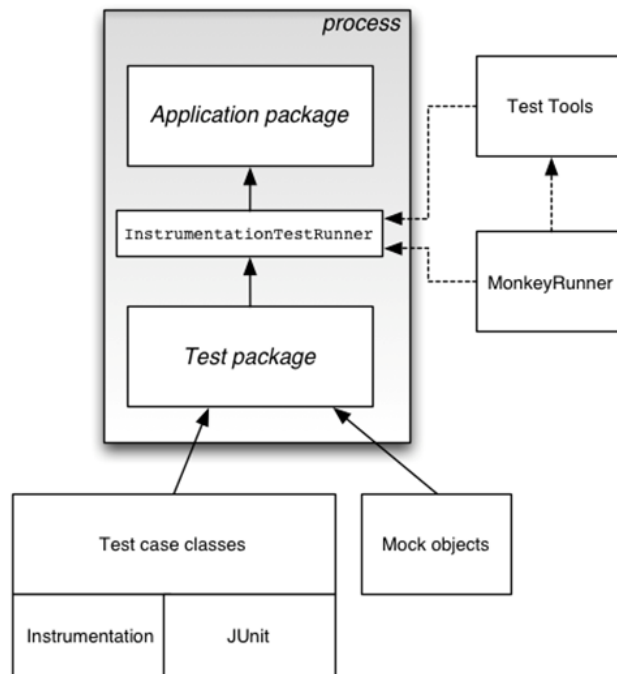 process
Application package
Test Tools
InstrumentationTestRunner
MonkeyRunner
Test package
Test case classes
Mock objects
Instrumentation
JUnit